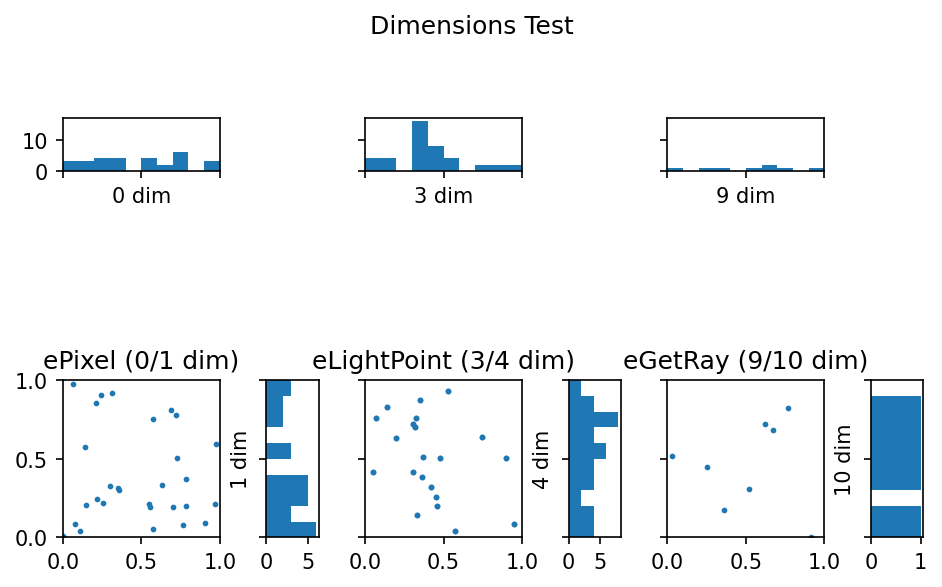 Dimensions Test
10
0
0 dim
3 dim
9 dim
ePixel (0/1 dim)
eLightPoint (3/4 dim)
eGetRay (9/10 dim)
1.0
0.5
0.0
1 dim
4 dim
10 dim
0.0 0.5 1.0
0 5
0.0 0.5 1.0
0 5
0.0 0.5 1.0
0 1